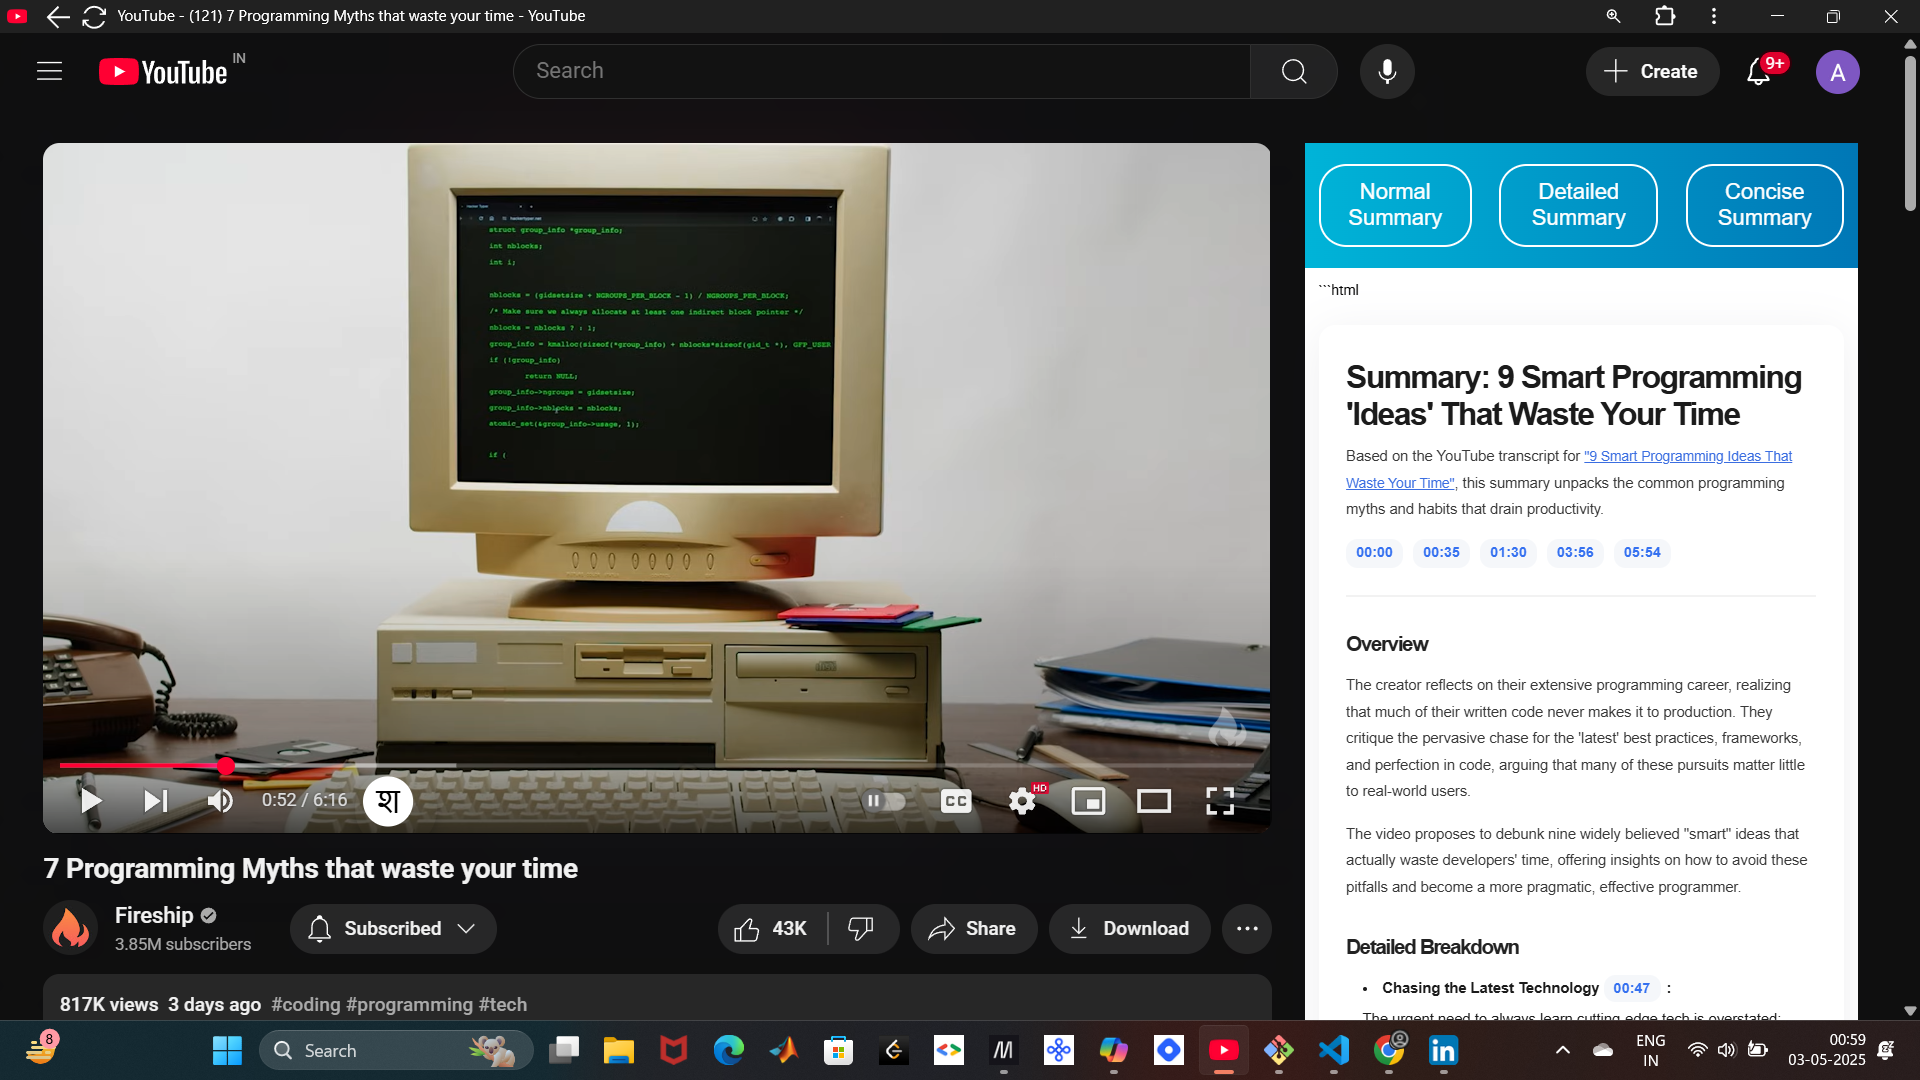 YouTube - (121) 7 Programming Myths that waste your time - YouTube
YouTube IN
Search
Create
9+
A
struct group_info *group_info;
int nblocks;
int i;
nblocks = (gidsetsize + NGROUPS_PER_BLOCK - 1) / NGROUPS_PER_BLOCK;
/* Make sure we always allocate at least one indirect block pointer */
nblocks = nblocks ? : 1;
group_info = kmalloc(sizeof(*group_info) + nblocks*sizeof(gid_t *), GFP_USER
if (!group_info)
return NULL;
group_info->ngroups = gidsetsize;
group_info->nblocks = nblocks;
atomic_set(&group_info->usage, 1);
if (
0:52 / 6:16
হা
CC
HD
7 Programming Myths that waste your time
Fireship
3.85M subscribers
Subscribed
43K
Share
Download
817K views 3 days ago #coding #programming #tech
Normal Summary
Detailed Summary
Concise Summary
```html
Summary: 9 Smart Programming
'Ideas' That Waste Your Time
Based on the YouTube transcript for "9 Smart Programming Ideas That
Waste Your Time", this summary unpacks the common programming
myths and habits that drain productivity.
00:00 00:35 01:30 03:56 05:54
Overview
The creator reflects on their extensive programming career, realizing
that much of their written code never makes it to production. They
critique the pervasive chase for the 'latest' best practices, frameworks,
and perfection in code, arguing that many of these pursuits matter little
to real-world users.
The video proposes to debunk nine widely believed "smart" ideas that
actually waste developers' time, offering insights on how to avoid these
pitfalls and become a more pragmatic, effective programmer.
Detailed Breakdown
• Chasing the Latest Technology 00:47 :
The urgent need to always learn cutting-edge tech is overstated;
8
Search
ENG
IN
00:59
03-05-2025